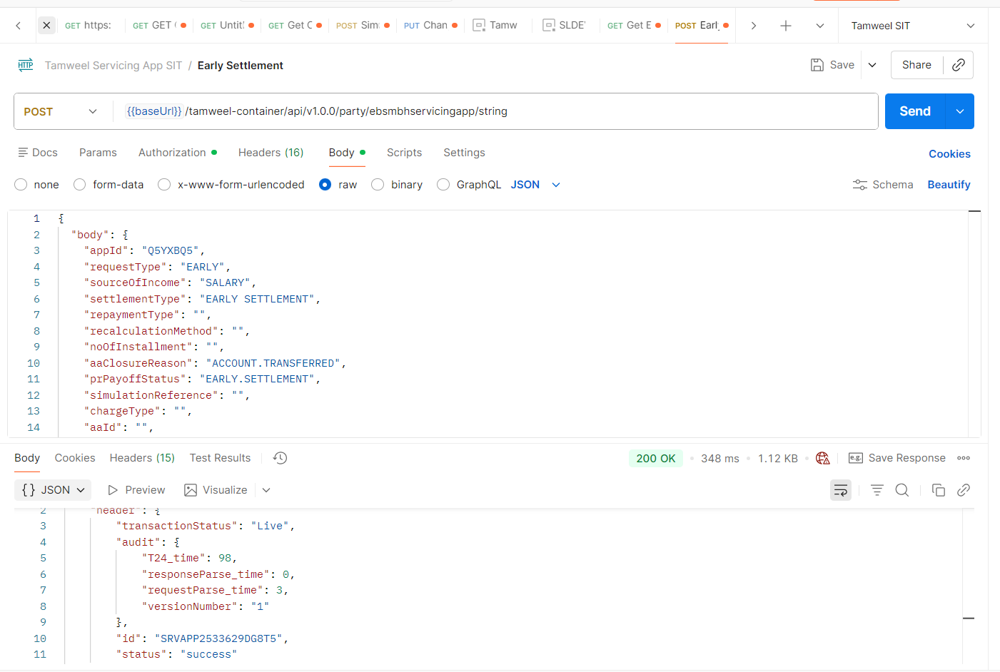 GET https:
GET GET
GET Untit
GET Get C
POST Sim
PUT Chan
Tamw
SLDE
GET Get E
POST Earl
Tamweel SIT
HTTP Tamweel Servicing App SIT / Early Settlement
Save
Share
POST
{{baseUrl}} /tamweel-container/api/v1.0.0/party/ebsmbhservicingapp/string
Send
Docs Params Authorization Headers (16) Body Scripts Settings
Cookies
none form-data x-www-form-urlencoded raw binary GraphQL JSON
Schema Beautify
1 {
2 "body": {
3 "appId": "Q5YXBQ5",
4 "requestType": "EARLY",
5 "sourceOfIncome": "SALARY",
6 "settlementType": "EARLY SETTLEMENT",
7 "repaymentType": "",
8 "recalculationMethod": "",
9 "noOfInstallment": "",
10 "aaClosureReason": "ACCOUNT.TRANSFERRED",
11 "prPayoffStatus": "EARLY.SETTLEMENT",
12 "simulationReference": "",
13 "chargeType": "",
14 "aaId": "",
Body Cookies Headers (15) Test Results
200 OK • 348 ms • 1.12 KB •
e.g. Save Response
{} JSON Preview Visualize
2 "header": {
3 "transactionStatus": "Live",
4 "audit": {
5 "T24_time": 98,
6 "responseParse_time": 0,
7 "requestParse_time": 3,
8 "versionNumber": "1"
9 },
10 "id": "SRVAPP2533629DG8T5",
11 "status": "success"